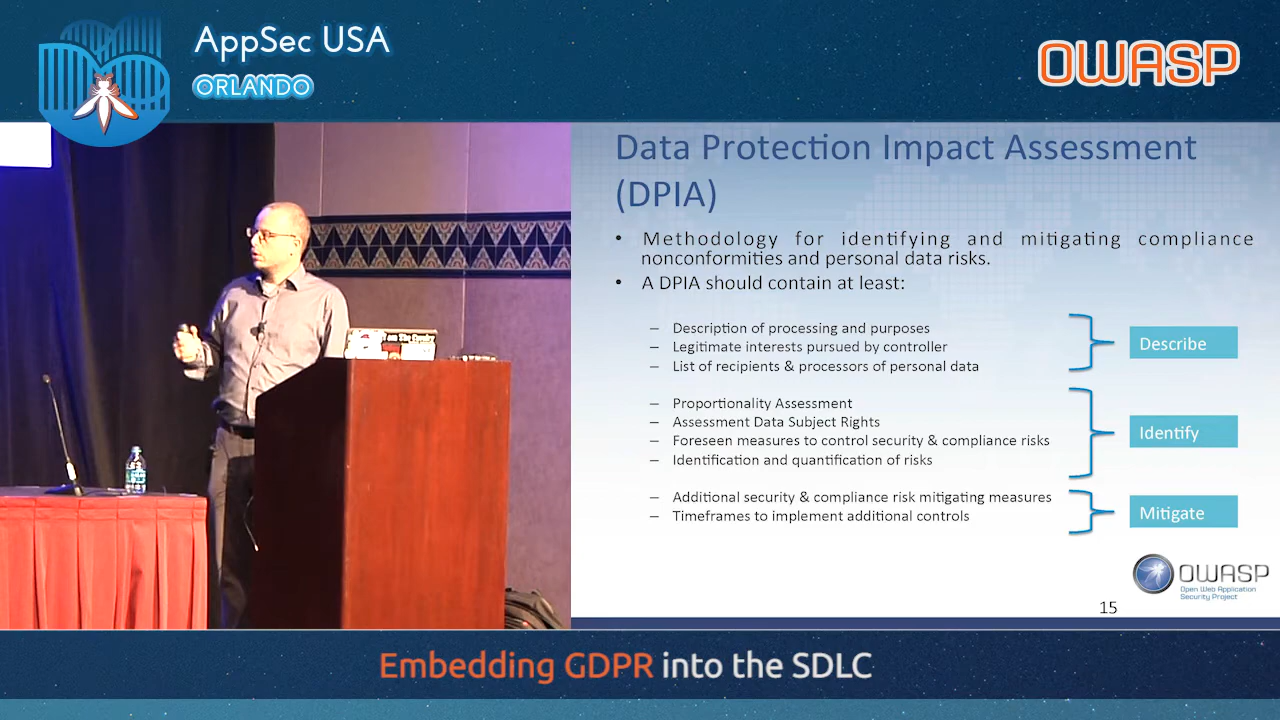 AppSec USA
ORLANDO
OWASP
Data Protection Impact Assessment
(DPIA)
• Methodology for identifying and mitigating compliance
nonconformities and personal data risks.
• A DPIA should contain at least:
– Description of processing and purposes
– Legitimate interests pursued by controller
– List of recipients & processors of personal data
Describe
– Proportionality Assessment
– Assessment Data Subject Rights
– Foreseen measures to control security & compliance risks
– Identification and quantification of risks
Identify
– Additional security & compliance risk mitigating measures
– Timeframes to implement additional controls
Mitigate
OWASP
Open Web Application
Security Project
15
Embedding GDPR into the SDLC